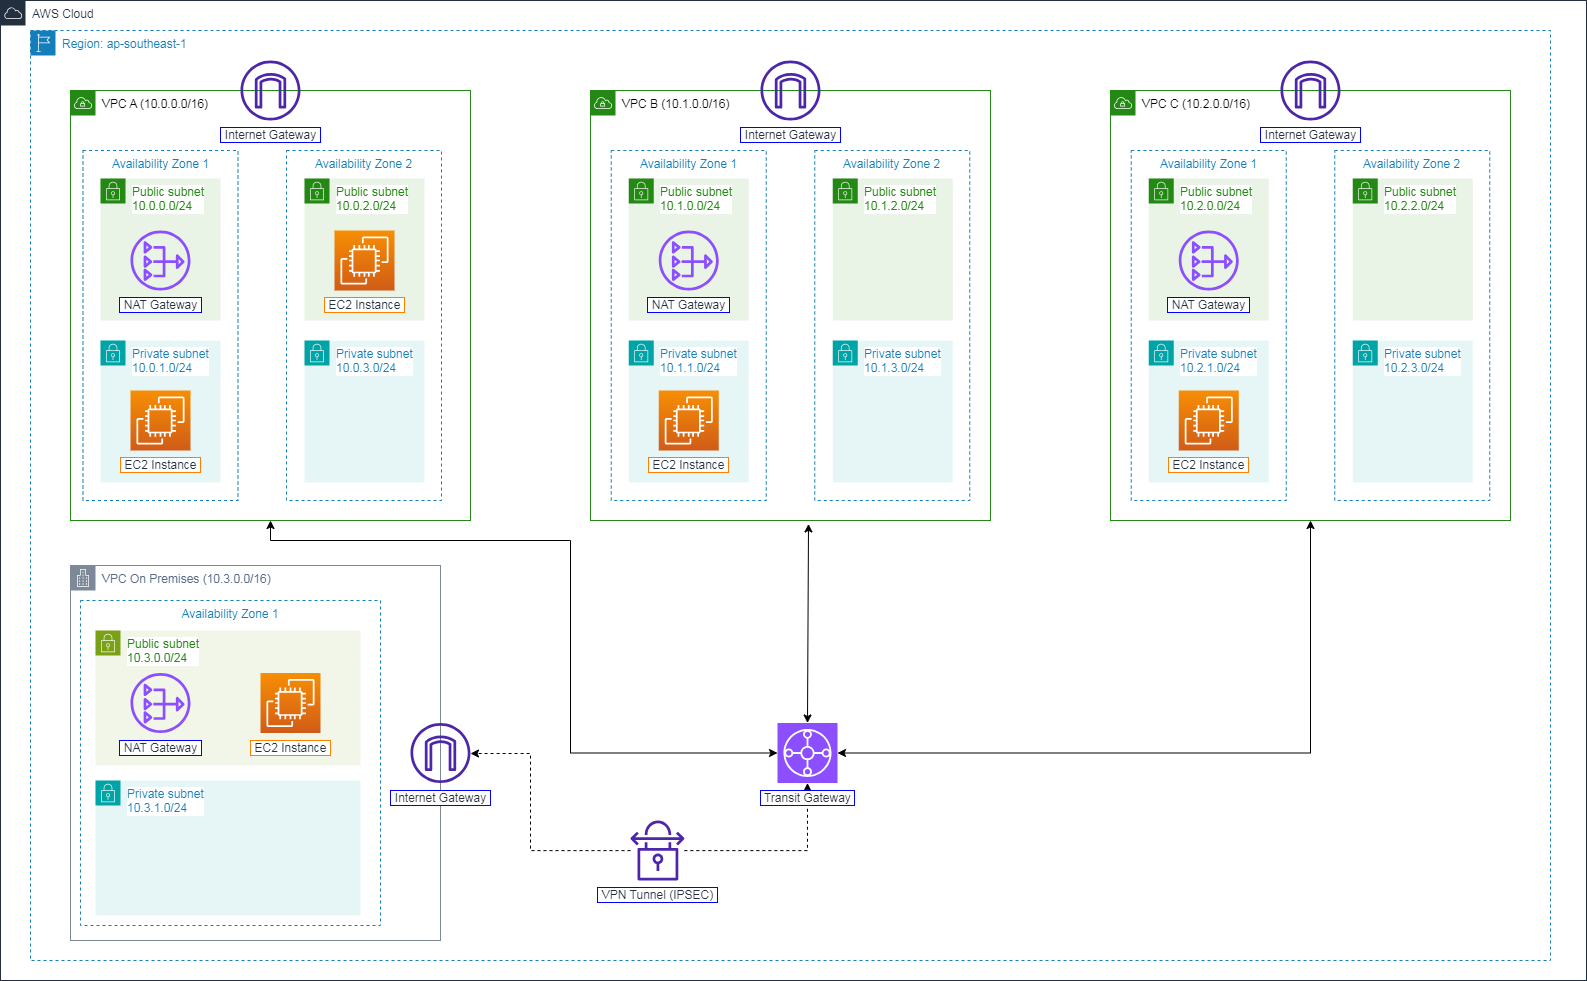 AWS Cloud
Region: ap-southeast-1
VPC A (10.0.0.0/16)
Internet Gateway
Availability Zone 1
Public subnet
10.0.0.0/24
NAT Gateway
Private subnet
10.0.1.0/24
EC2 Instance
Availability Zone 2
Public subnet
10.0.2.0/24
EC2 Instance
Private subnet
10.0.3.0/24
VPC B (10.1.0.0/16)
Internet Gateway
Availability Zone 1
Public subnet
10.1.0.0/24
NAT Gateway
Private subnet
10.1.1.0/24
EC2 Instance
Availability Zone 2
Public subnet
10.1.2.0/24
Private subnet
10.1.3.0/24
VPC C (10.2.0.0/16)
Internet Gateway
Availability Zone 1
Public subnet
10.2.0.0/24
NAT Gateway
Private subnet
10.2.1.0/24
EC2 Instance
Availability Zone 2
Public subnet
10.2.2.0/24
Private subnet
10.2.3.0/24
VPC On Premises (10.3.0.0/16)
Availability Zone 1
Public subnet
10.3.0.0/24
NAT Gateway
EC2 Instance
Private subnet
10.3.1.0/24
Internet Gateway
Transit Gateway
VPN Tunnel (IPSEC)